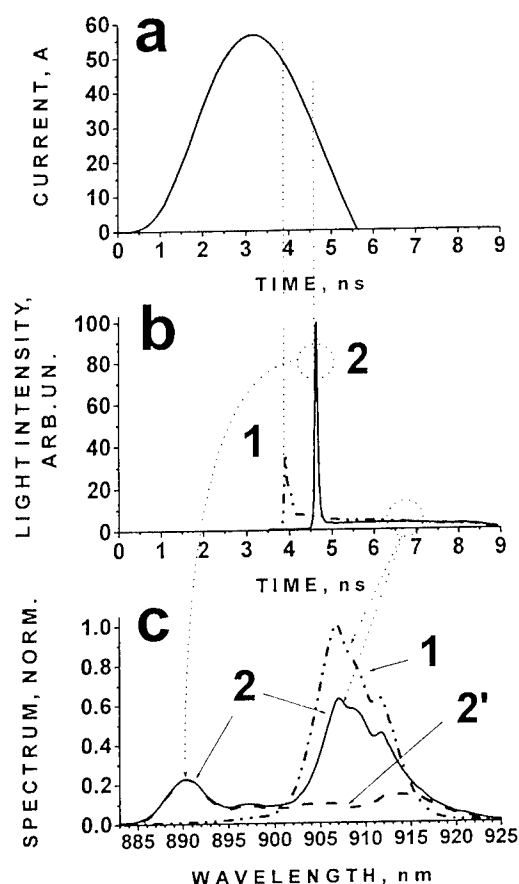 a
CURRENT, A
60
50
40
30
20
10
0
0 1 2 3 4 5 6 7 8 9
TIME, ns
b
LIGHT INTENSITY,
ARB.UN.
100
80
60
40
20
0
2
1
0 1 2 3 4 5 6 7 8 9
TIME, ns
c
SPECTRUM, NORM.
1.0
0.8
0.6
0.4
0.2
0.0
1
2
2'
885 890 895 900 905 910 915 920 925
WAVELENGTH, nm